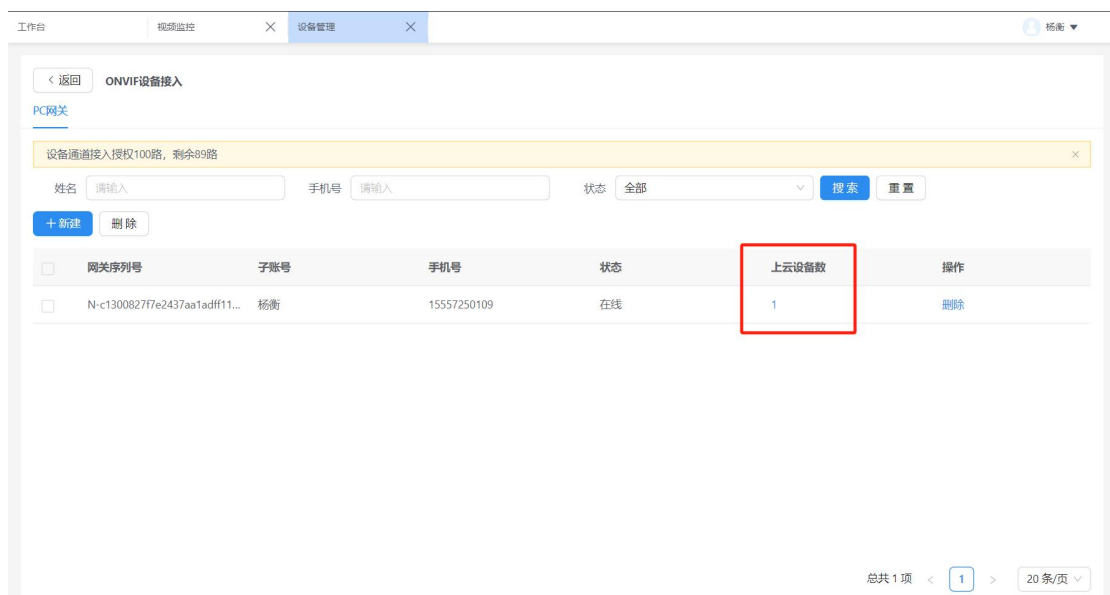 工作台 视频监控 设备管理 杨衡
返回 ONVIF设备接入
PC网关
设备通道接入授权100路，剩余89路
姓名 请输入 手机号 请输入 状态 全部 搜索 重置
+新建 删除
网关序列号 子账号 手机号 状态 上云设备数 操作
N-c1300827f7e2437aa1adff11... 杨衡 15557250109 在线 1 删除
总共1项 < 1 > 20条/页